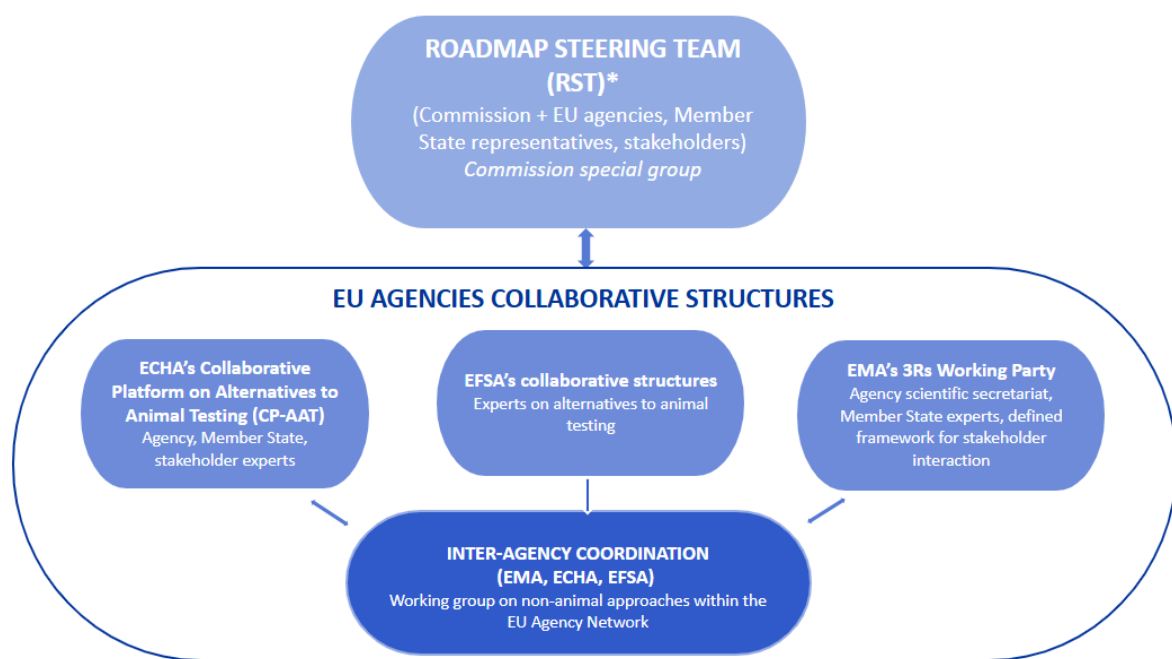 ROADMAP STEERING TEAM
(RST)*
(Commission + EU agencies, Member
State representatives, stakeholders)
Commission special group
EU AGENCIES COLLABORATIVE STRUCTURES
ECHA’s Collaborative
Platform on Alternatives to
Animal Testing (CP-AAT)
Agency, Member State,
stakeholder experts
EFSA’s collaborative structures
Experts on alternatives to animal
testing
EMA’s 3Rs Working Party
Agency scientific secretariat,
Member State experts, defined
framework for stakeholder
interaction
INTER-AGENCY COORDINATION
(EMA, ECHA, EFSA)
Working group on non-animal approaches within the
EU Agency Network